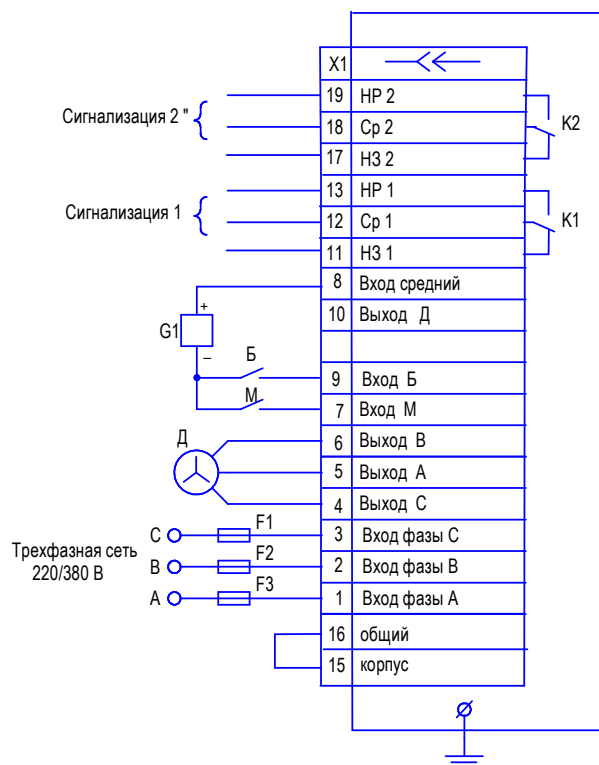 X1
19 НР 2
Сигнализация 2 "
18 Ср 2
K2
17 НЗ 2
13 НР 1
Сигнализация 1
12 Ср 1
K1
11 НЗ 1
8 Вход средний
+
10 Выход Д
G1
–
Б
9 Вход Б
М
7 Вход М
Д
6 Выход В
5 Выход А
4 Выход С
F1
С
3 Вход фазы С
Трехфазная сеть
220/380 В
F2
В
2 Вход фазы В
F3
А
1 Вход фазы А
16 общий
15 корпус